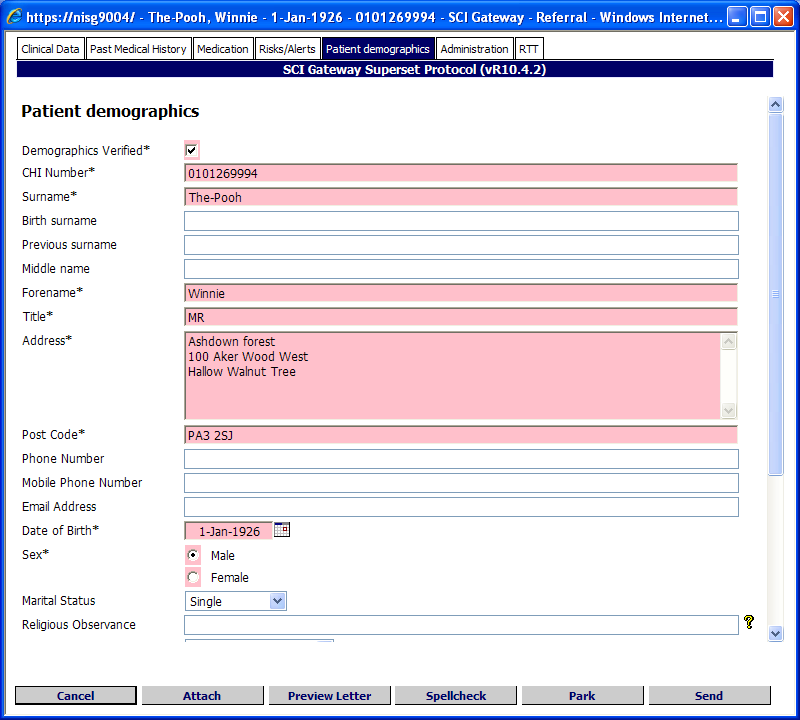 https://nisg9004/ - The-Pooh, Winnie - 1-Jan-1926 - 0101269994 - SCI Gateway - Referral - Windows Internet...
Clinical Data Past Medical History Medication Risks/Alerts Patient demographics Administration RTT
SCI Gateway Superset Protocol (vR10.4.2)
Patient demographics
Demographics Verified*
CHI Number* 0101269994
Surname* The-Pooh
Birth surname
Previous surname
Middle name
Forename* Winnie
Title* MR
Address* Ashdown forest
100 Aker Wood West
Hallow Walnut Tree
Post Code* PA3 2SJ
Phone Number
Mobile Phone Number
Email Address
Date of Birth* 1-Jan-1926
Sex* Male
Female
Marital Status Single
Religious Observance ?
Cancel Attach Preview Letter Spellcheck Park Send